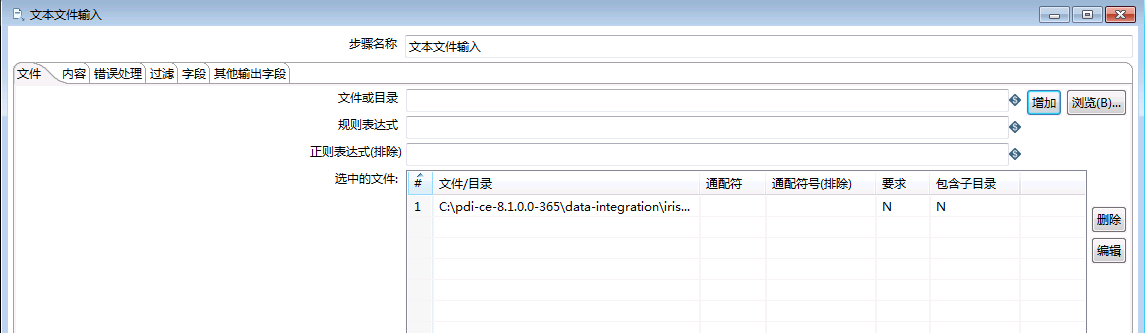 文本文件输入
步骤名称 文本文件输入
文件 内容 错误处理 过滤 字段 其他输出字段
文件或目录 增加 浏览(B)...
规则表达式
正则表达式(排除)
选中的文件: # 文件/目录 通配符 通配符号(排除) 要求 包含子目录
1 C:\pdi-ce-8.1.0.0-365\data-integration\iris... N N
删除
编辑